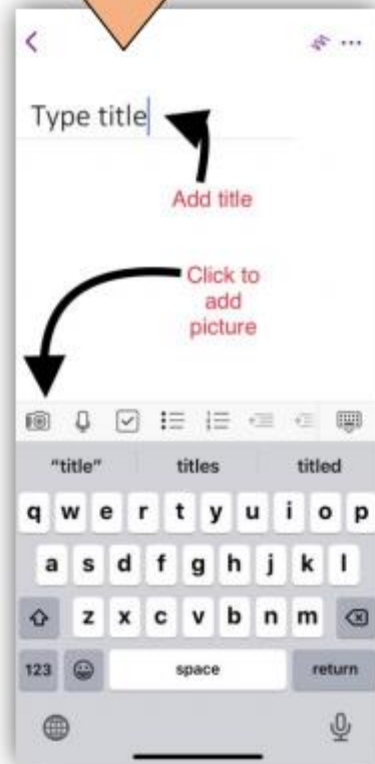 Type title
Add title
Click to
add
picture
"title" titles titled
q w e r t y u i o p
a s d f g h j k l
z x c v b n m
123 space return